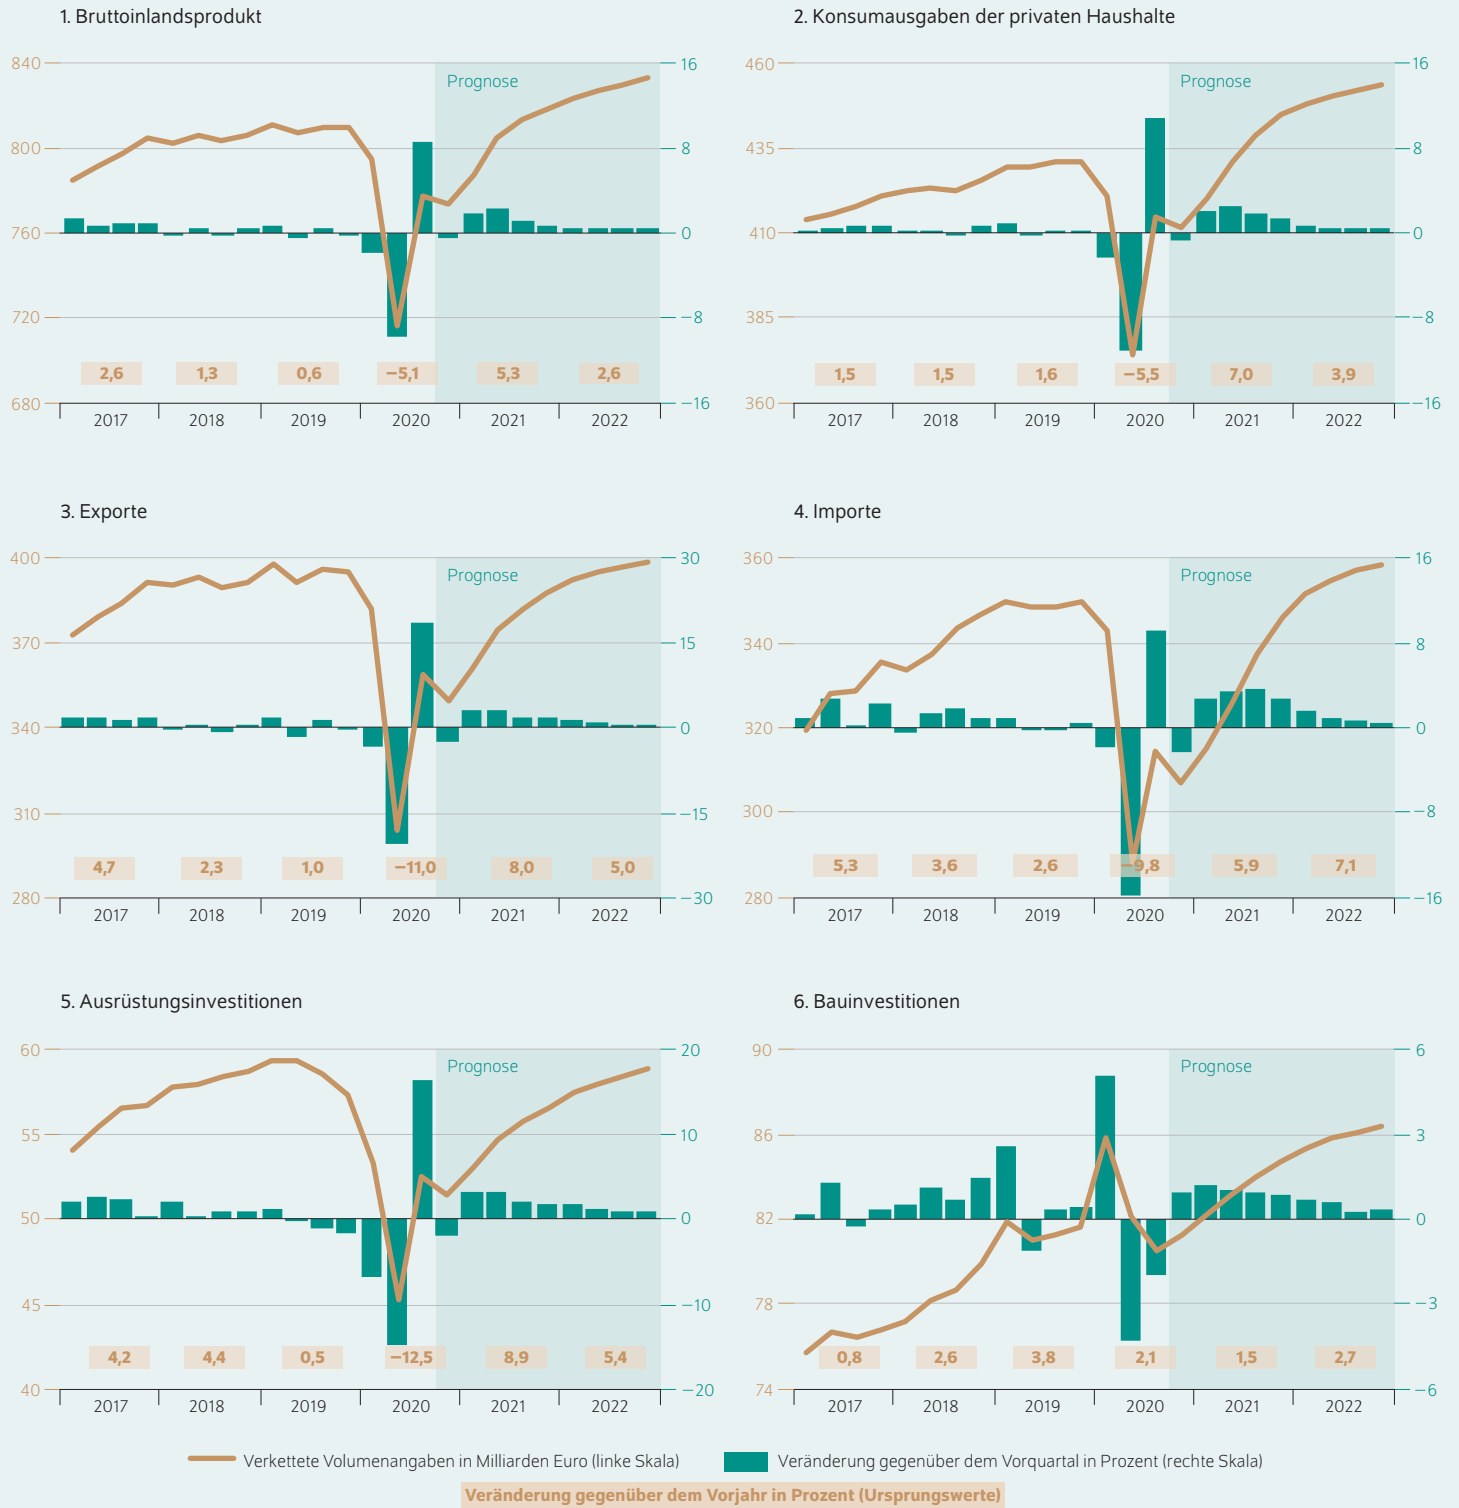 1. Bruttoinlandsprodukt
840
800
760
720
680
16
8
0
−8
−16
Prognose
2,6 1,3 0,6 −5,1 5,3 2,6
2017 2018 2019 2020 2021 2022
2. Konsumausgaben der privaten Haushalte
460
435
410
385
360
16
8
0
−8
−16
Prognose
1,5 1,5 1,6 −5,5 7,0 3,9
2017 2018 2019 2020 2021 2022
3. Exporte
400
370
340
310
280
30
15
0
−15
−30
Prognose
4,7 2,3 1,0 −11,0 8,0 5,0
2017 2018 2019 2020 2021 2022
4. Importe
360
340
320
300
280
16
8
0
−8
−16
Prognose
5,3 3,6 2,6 −9,8 5,9 7,1
2017 2018 2019 2020 2021 2022
5. Ausrüstungsinvestitionen
60
55
50
45
40
20
10
0
−10
−20
Prognose
4,2 4,4 0,5 −12,5 8,9 5,4
2017 2018 2019 2020 2021 2022
6. Bauinvestitionen
90
86
82
78
74
6
3
0
−3
−6
Prognose
0,8 2,6 3,8 2,1 1,5 2,7
2017 2018 2019 2020 2021 2022
Verkettete Volumenangaben in Milliarden Euro (linke Skala)
Veränderung gegenüber dem Vorquartal in Prozent (rechte Skala)
Veränderung gegenüber dem Vorjahr in Prozent (Ursprungswerte)